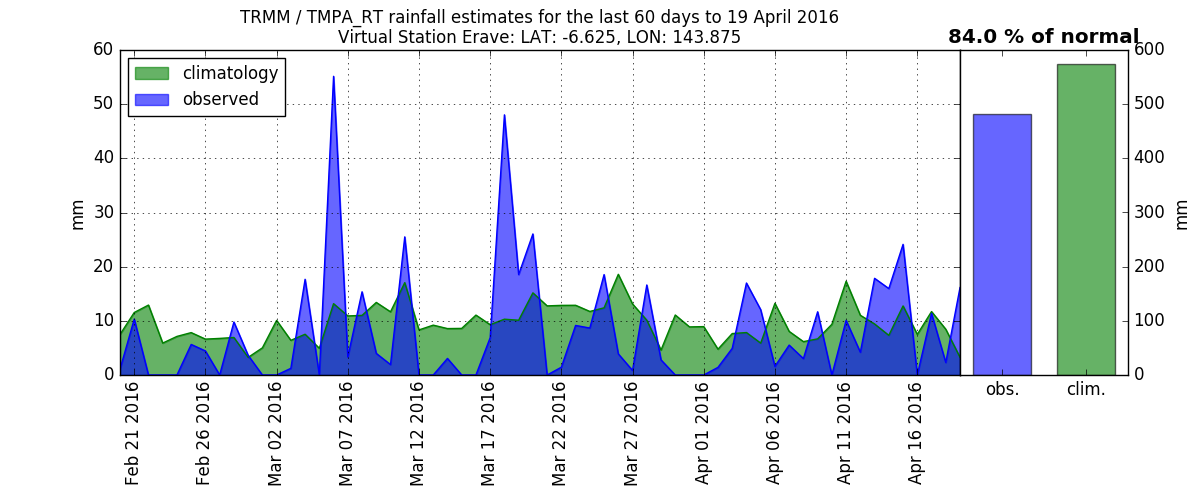 TRMM / TMPA_RT rainfall estimates for the last 60 days to 19 April 2016
Virtual Station Erave: LAT: -6.625, LON: 143.875
84.0 % of normal
climatology
observed
60
50
40
30
20
10
0
mm
Feb 21 2016
Feb 26 2016
Mar 02 2016
Mar 07 2016
Mar 12 2016
Mar 17 2016
Mar 22 2016
Mar 27 2016
Apr 01 2016
Apr 06 2016
Apr 11 2016
Apr 16 2016
obs.
clim.
600
500
400
300
200
100
0
mm